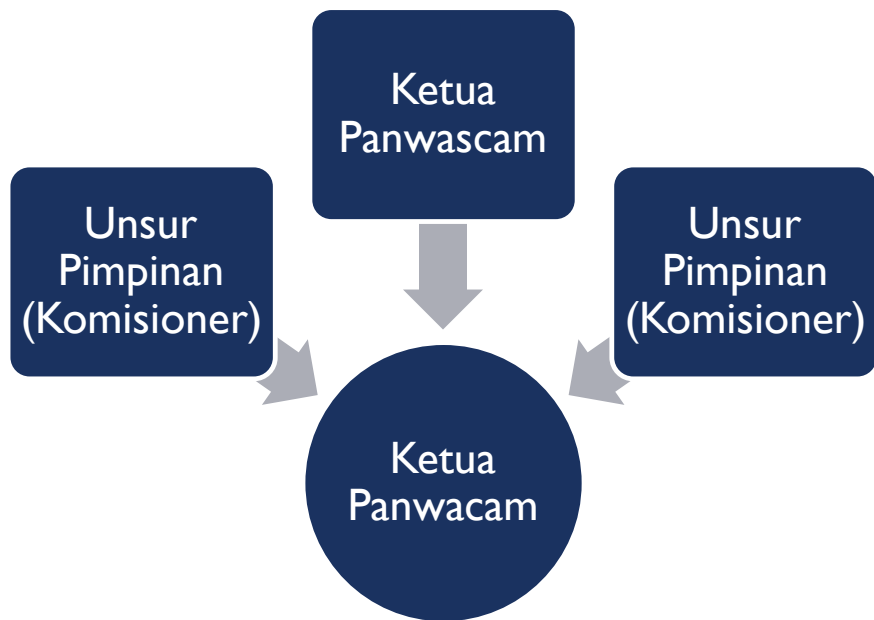 Ketua
Panwascam
Unsur
Pimpinan
(Komisioner)
Unsur
Pimpinan
(Komisioner)
Ketua
Panwacam